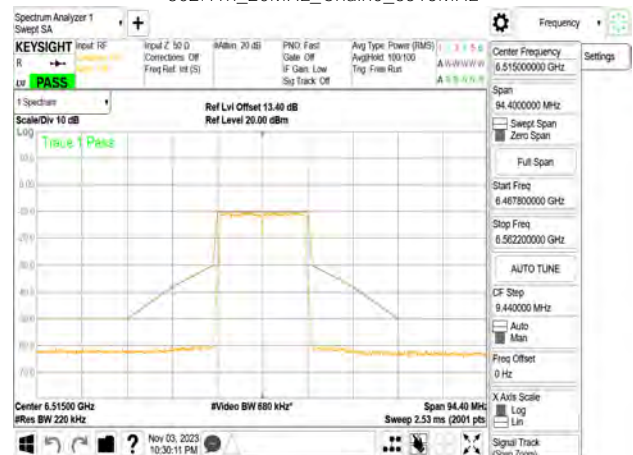 Spectrum Analyzer 1
Swept SA
+
Frequency
KEYSIGHT
Input: RF
R
LV
PASS
Input Z: 50 Ω
Corrections: Off
Freq Ref: Int (S)
#Atten: 20 dB
PNO: Fast
Gate: Off
IF Gain: Low
Sig Track: Off
Avg Type: Power (RMS)
Avg|Hold: 100/100
Trig: Free Run
Center Frequency
6.515000000 GHz
Settings
Span
94.4000000 MHz
Swept Span
Zero Span
Full Span
Start Freq
6.467800000 GHz
Stop Freq
6.562200000 GHz
AUTO TUNE
CF Step
9.440000 MHz
Auto
Man
Freq Offset
0 Hz
X Axis Scale
Log
Lin
Signal Track
(Span Zoom)
1 Spectrum
Scale/Div 10 dB
Ref Lvl Offset 13.40 dB
Ref Level 20.00 dBm
Log
Trace 1 Pass
10.0
0.00
Center 6.51500 GHz
#Res BW 220 kHz
#Video BW 680 kHz*
Span 94.40 MHz
Sweep 2.53 ms (2001 pts
?
Nov 03, 2023
10:30:11 PM